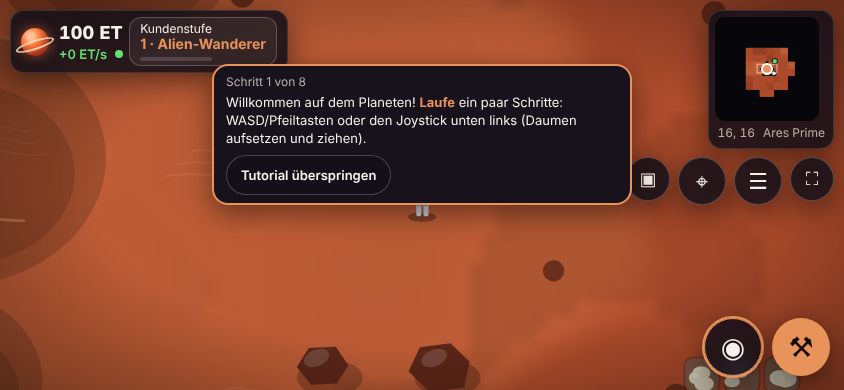 100 ET
+0 ET/s
Kundenstufe
1 · Alien-Wanderer
Schritt 1 von 8
Willkommen auf dem Planeten! Laufe ein paar Schritte:
WASD/Pfeiltasten oder den Joystick unten links (Daumen
aufsetzen und ziehen).
Tutorial überspringen
16, 16 Ares Prime